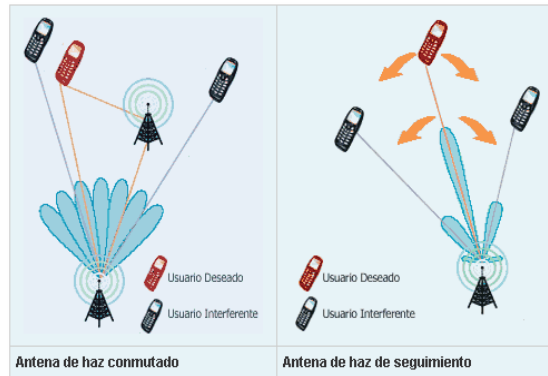 Usuario Deseado
Usuario Interferente
Antena de haz conmutado
Usuario Deseado
Usuario Interferente
Antena de haz de seguimiento